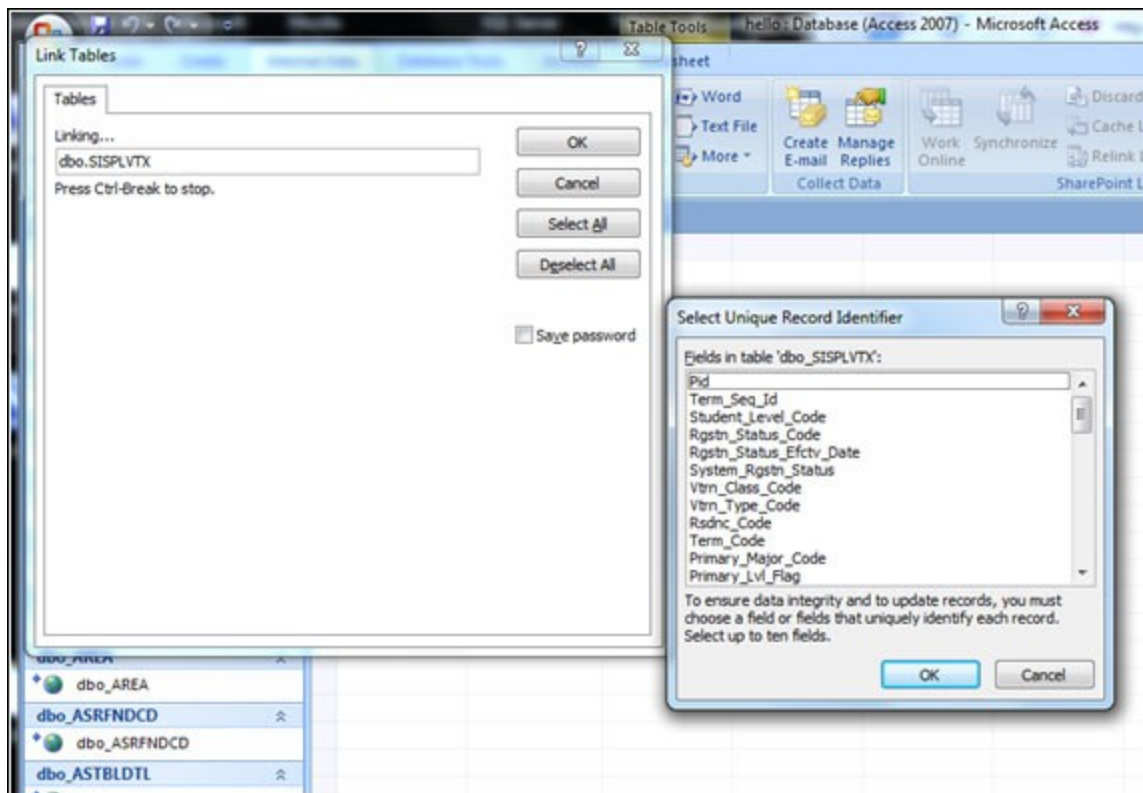 Table Tools
hello : Database (Access 2007) - Microsoft Access
Link Tables
Tables
Linking...
dbo.SISPLVTX
Press Ctrl-Break to stop.
OK
Cancel
Select All
Deselect All
Save password
sheet
Word
Text File
More
Create E-mail
Manage Replies
Collect Data
Work Online
Synchronize
Discard
Cache
Relink
SharePoint L
Select Unique Record Identifier
Fields in table 'dbo_SISPLVTX':
Pid
Term_Seq_Id
Student_Level_Code
Rgstn_Status_Code
Rgstn_Status_Efctv_Date
System_Rgstn_Status
Vtrn_Class_Code
Vtrn_Type_Code
Rsdnc_Code
Term_Code
Primary_Major_Code
Primary_Lvl_Flag
To ensure data integrity and to update records, you must
choose a field or fields that uniquely identify each record.
Select up to ten fields.
OK
Cancel
dbo_AREA
dbo_AREA
dbo_ASRFNDCD
dbo_ASRFNDCD
dbo_ASTBLDTL